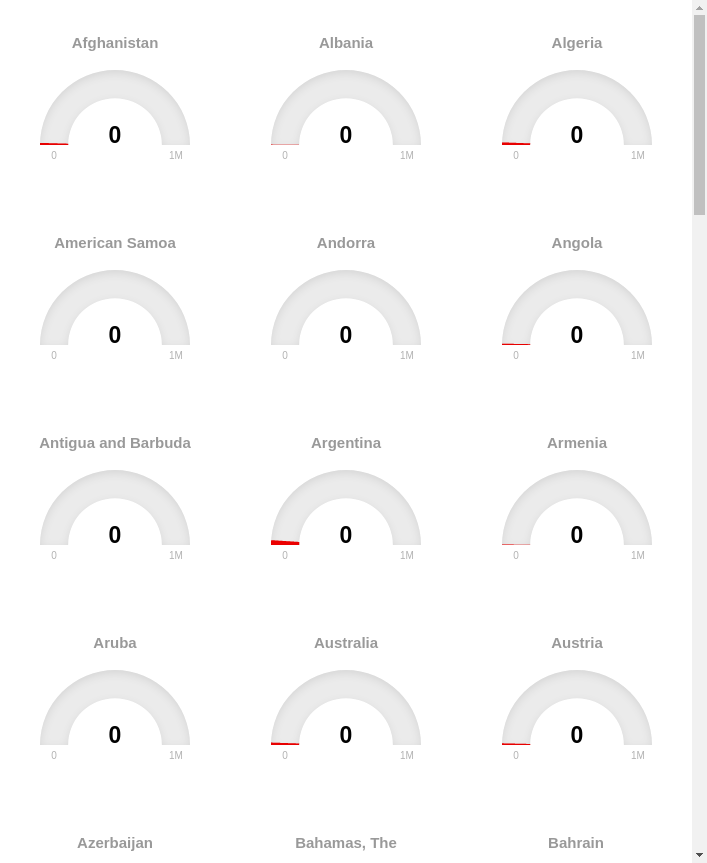 Afghanistan Albania Algeria
0 0 0
0 1M 0 1M 0 1M
American Samoa Andorra Angola
0 0 0
0 1M 0 1M 0 1M
Antigua and Barbuda Argentina Armenia
0 0 0
0 1M 0 1M 0 1M
Aruba Australia Austria
0 0 0
0 1M 0 1M 0 1M
Azerbaijan Bahamas, The Bahrain